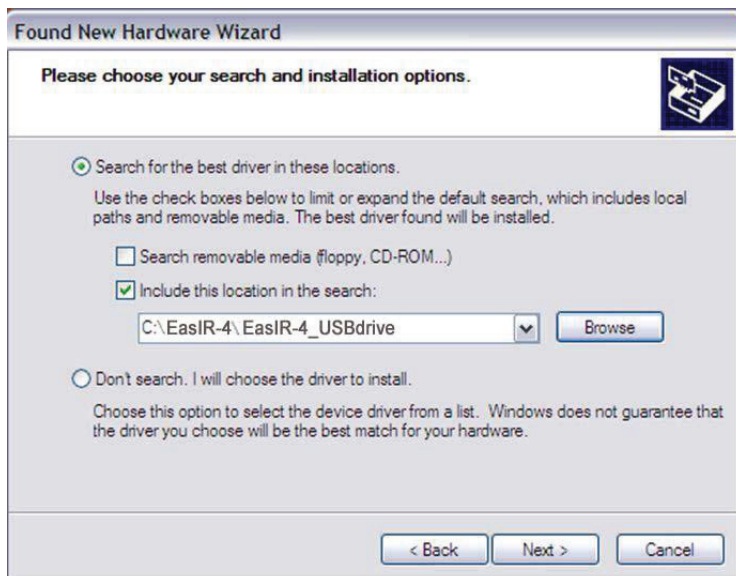 Found New Hardware Wizard
Please choose your search and installation options.
Search for the best driver in these locations.
Use the check boxes below to limit or expand the default search, which includes local
paths and removable media. The best driver found will be installed.
Search removable media (floppy, CD-ROM...)
Include this location in the search:
C:\EasIR-4\EasIR-4_USBdrive
Browse
Don't search. I will choose the driver to install.
Choose this option to select the device driver from a list. Windows does not guarantee that
the driver you choose will be the best match for your hardware.
< Back Next > Cancel